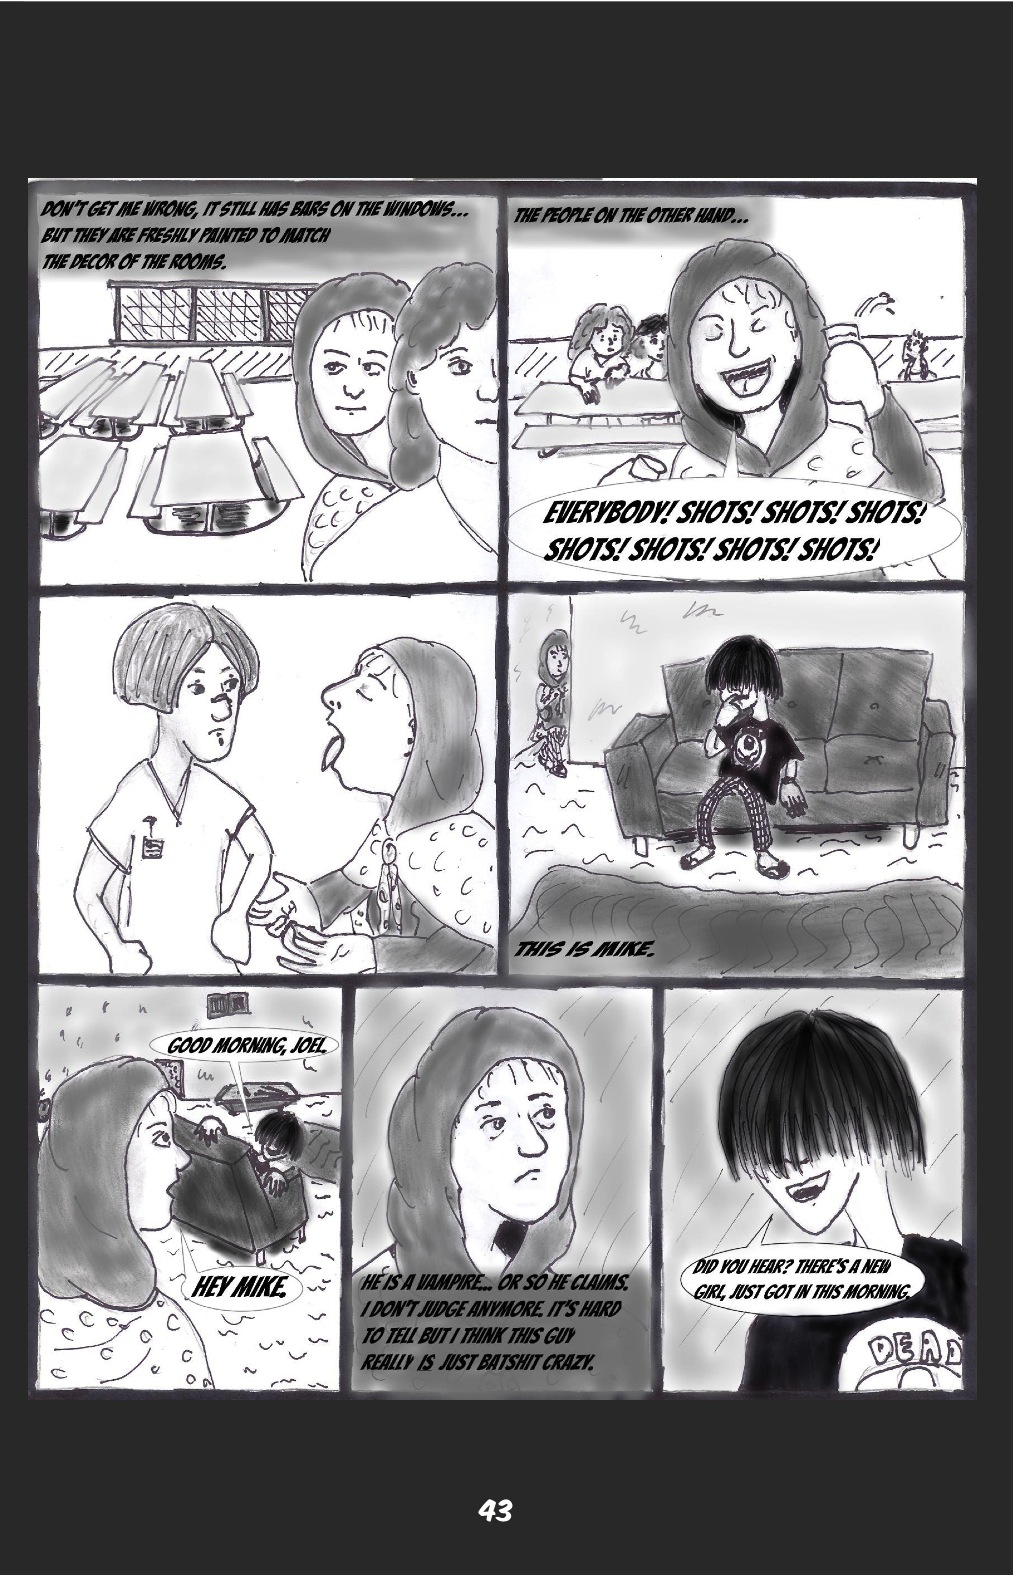 DON'T GET ME WRONG, IT STILL HAS BARS ON THE WINDOWS...
BUT THEY ARE FRESHLY PAINTED TO MATCH
THE DECOR OF THE ROOMS.
THE PEOPLE ON THE OTHER HAND...
EVERYBODY! SHOTS! SHOTS! SHOTS!
SHOTS! SHOTS! SHOTS! SHOTS!
THIS IS MIKE.
GOOD MORNING, JOEL.
HEY MIKE.
HE IS A VAMPIRE... OR SO HE CLAIMS.
I DON'T JUDGE ANYMORE. IT'S HARD
TO TELL BUT I THINK THIS GUY
REALLY IS JUST BATSHIT CRAZY.
DID YOU HEAR? THERE'S A NEW
GIRL, JUST GOT IN THIS MORNING.
DEAD
43